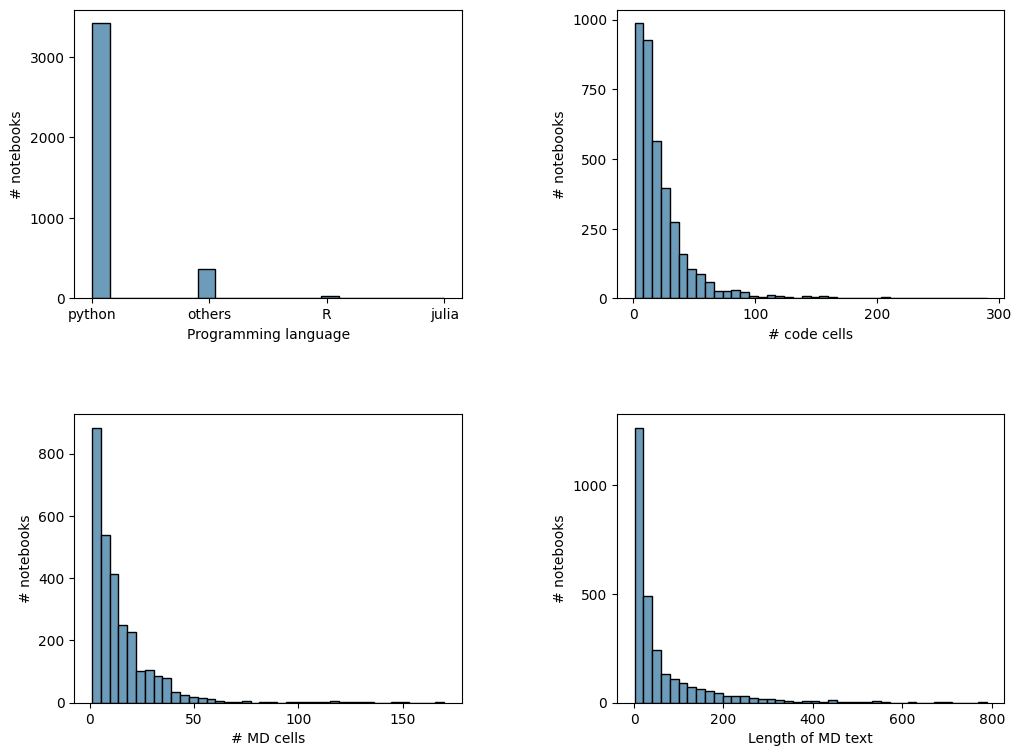 # notebooks
3000
2000
1000
0
python others R julia
Programming language
# notebooks
1000
750
500
250
0
0 100 200 300
# code cells
# notebooks
800
600
400
200
0
0 50 100 150
# MD cells
# notebooks
1000
500
0
0 200 400 600 800
Length of MD text